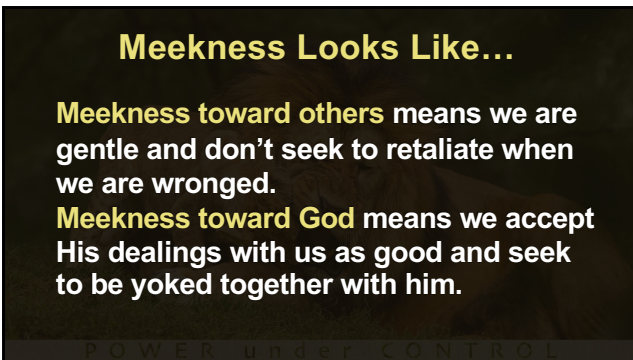 Meekness Looks Like…
Meekness toward others means we are
gentle and don’t seek to retaliate when
we are wronged.
Meekness toward God means we accept
His dealings with us as good and seek
to be yoked together with him.
POWER under CONTROL